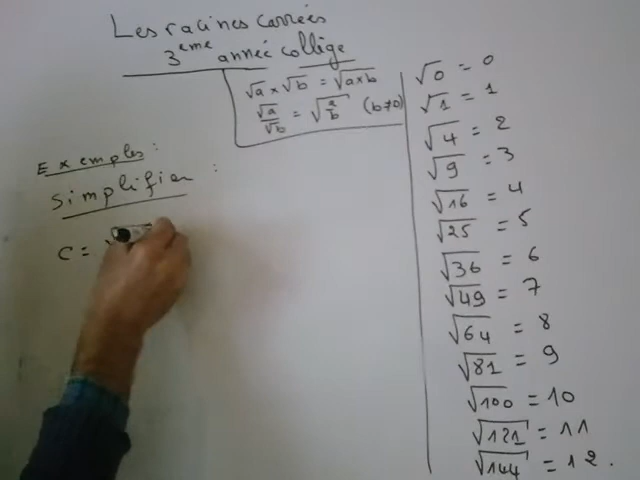 Les racines carrées
3ème année collège
√a × √b = √a×b
√a/√b = √a/b (b≠0)
Exemples :
Simplifier :
C =
√0 = 0
√1 = 1
√4 = 2
√9 = 3
√16 = 4
√25 = 5
√36 = 6
√49 = 7
√64 = 8
√81 = 9
√100 = 10
√121 = 11
√144 = 12.